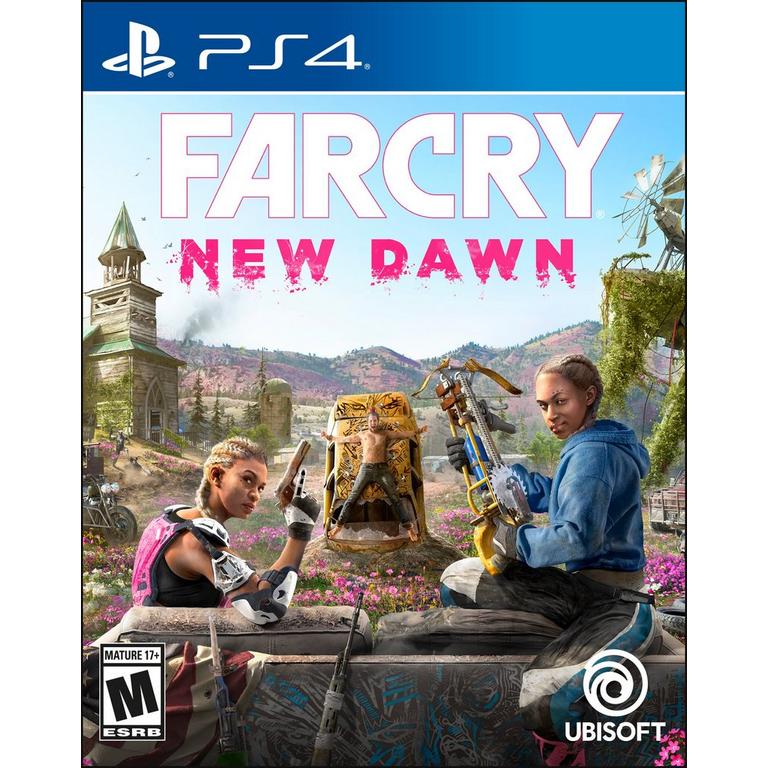 PS4
FARCRY
NEW DAWN
MATURE 17+
M
ESRB
UBISOFT